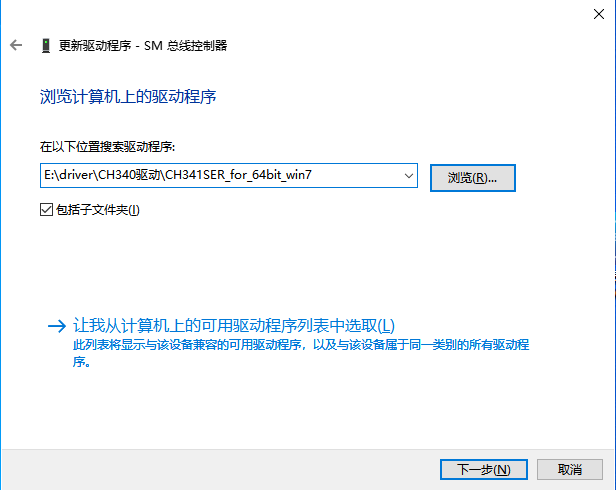 更新驱动程序 - SM 总线控制器
浏览计算机上的驱动程序
在以下位置搜索驱动程序:
E:\driver\CH340驱动\CH341SER_for_64bit_win7
浏览(R)...
包括子文件夹(I)
让我从计算机上的可用驱动程序列表中选取(L)
此列表将显示与该设备兼容的可用驱动程序，以及与该设备属于同一类别的所有驱动程
序。
下一步(N)
取消